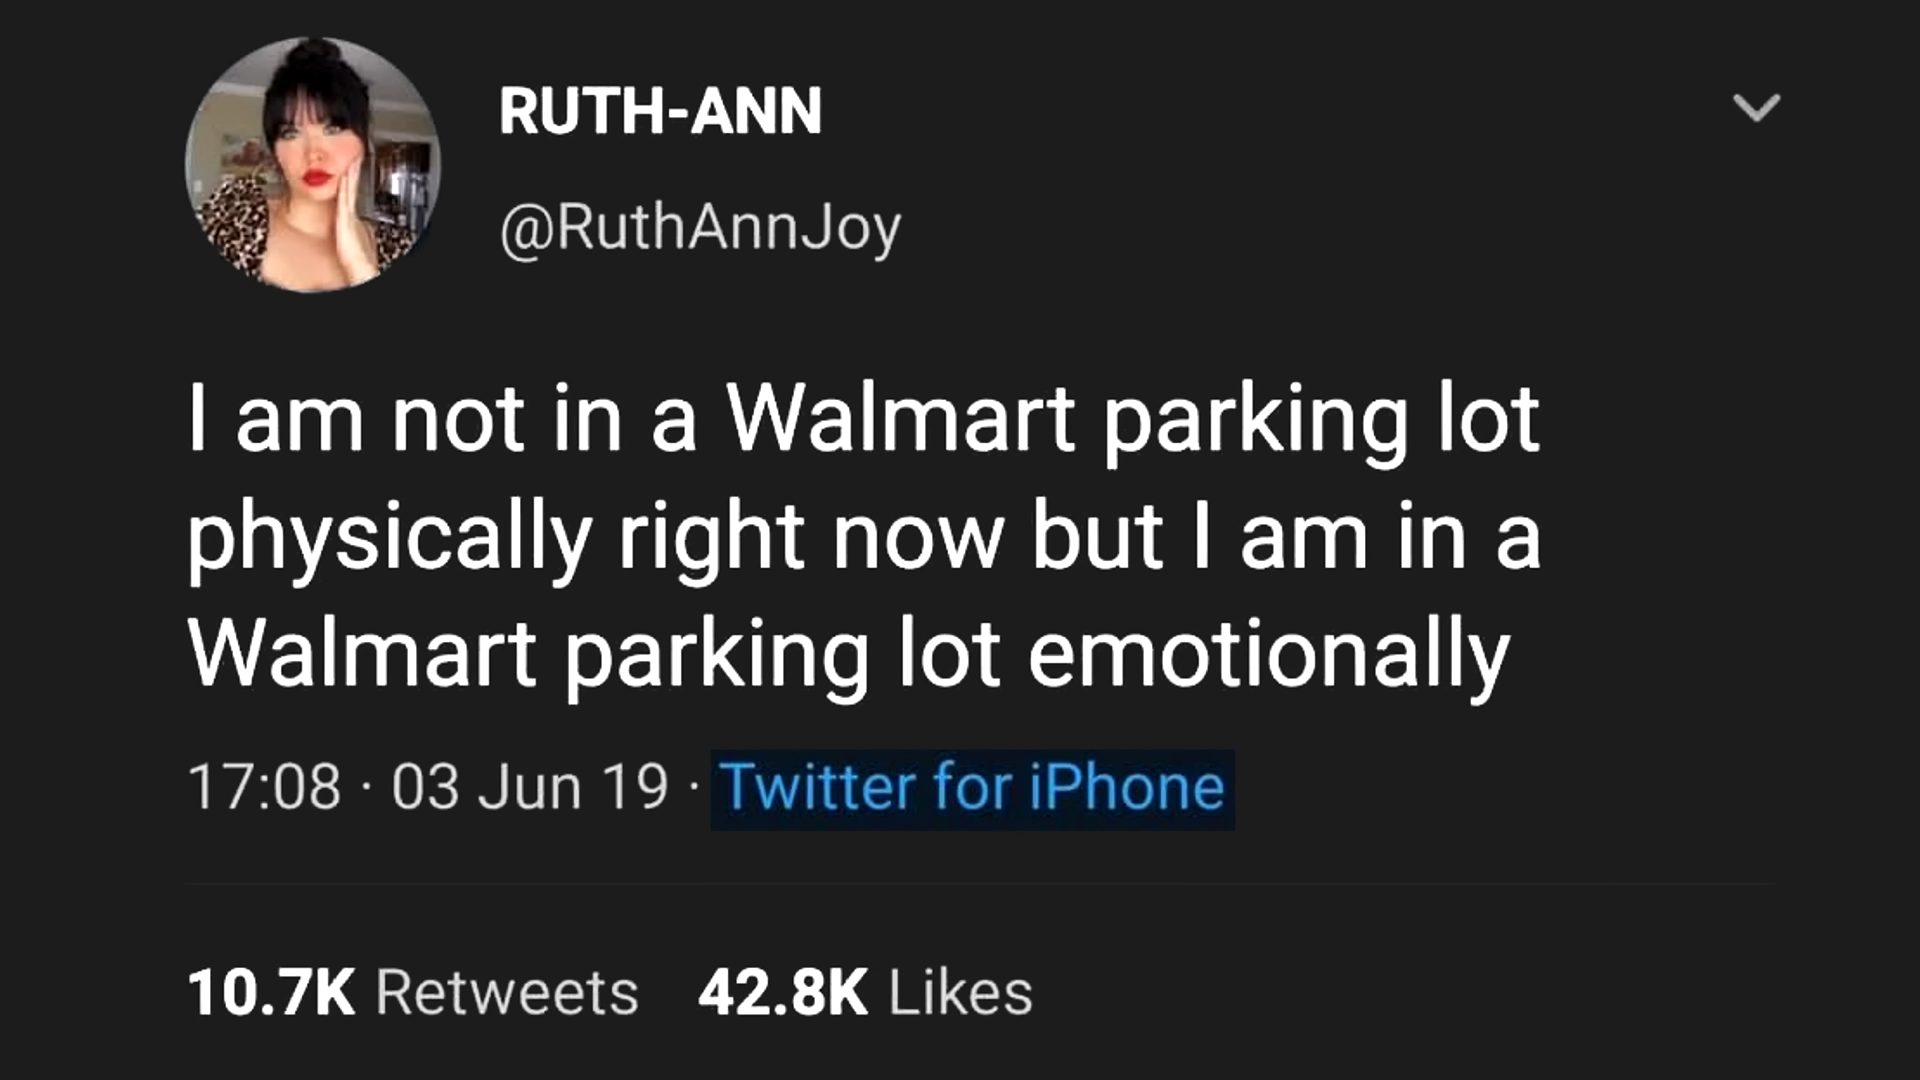 RUTH-ANN
@RuthAnnJoy
I am not in a Walmart parking lot
physically right now but I am in a
Walmart parking lot emotionally
17:08 · 03 Jun 19 · Twitter for iPhone
10.7K Retweets 42.8K Likes